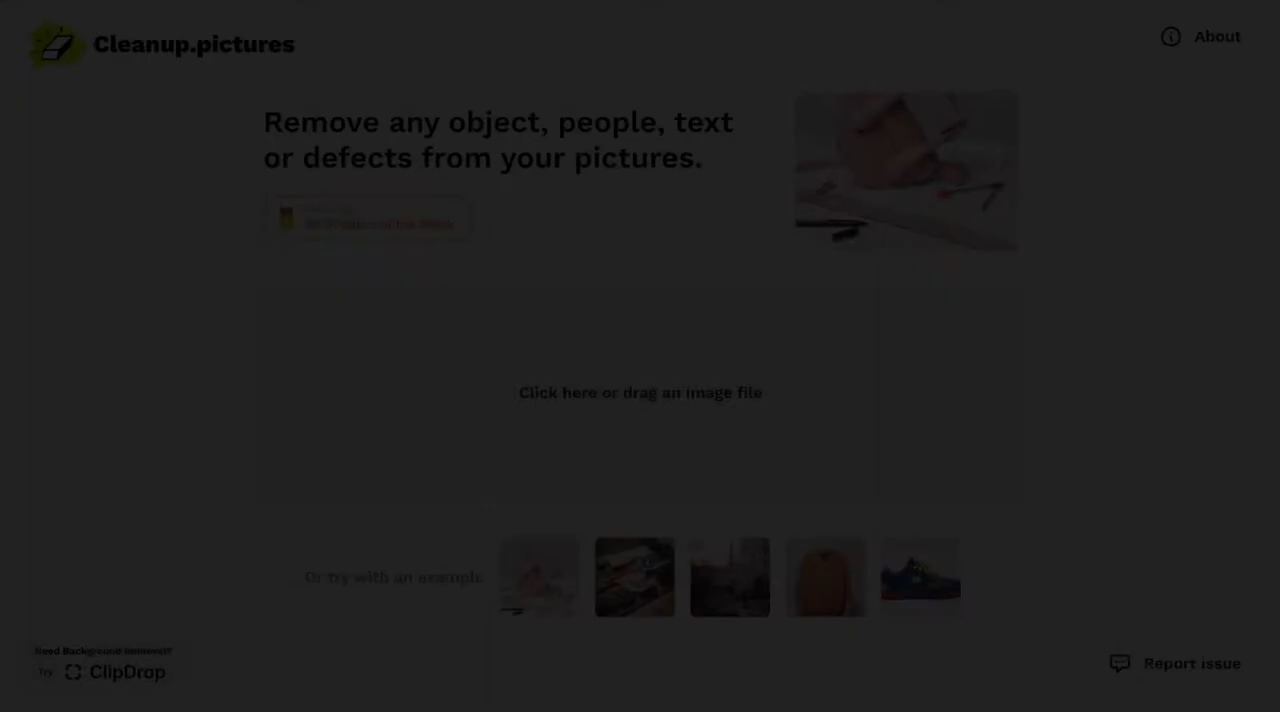 Cleanup.pictures
About
Remove any object, people, text
or defects from your pictures.
Click here or drag an image file
Or try with an example
Need Background Removal?
Try ClipDrop
Report issue